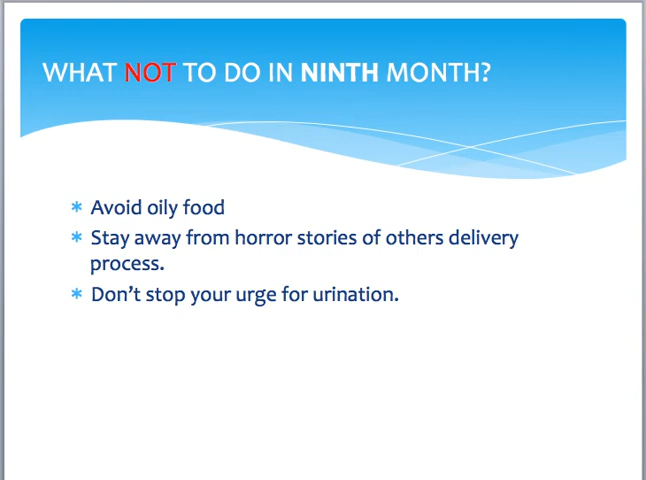 WHAT NOT TO DO IN NINTH MONTH?
* Avoid oily food
* Stay away from horror stories of others delivery
process.
* Don’t stop your urge for urination.